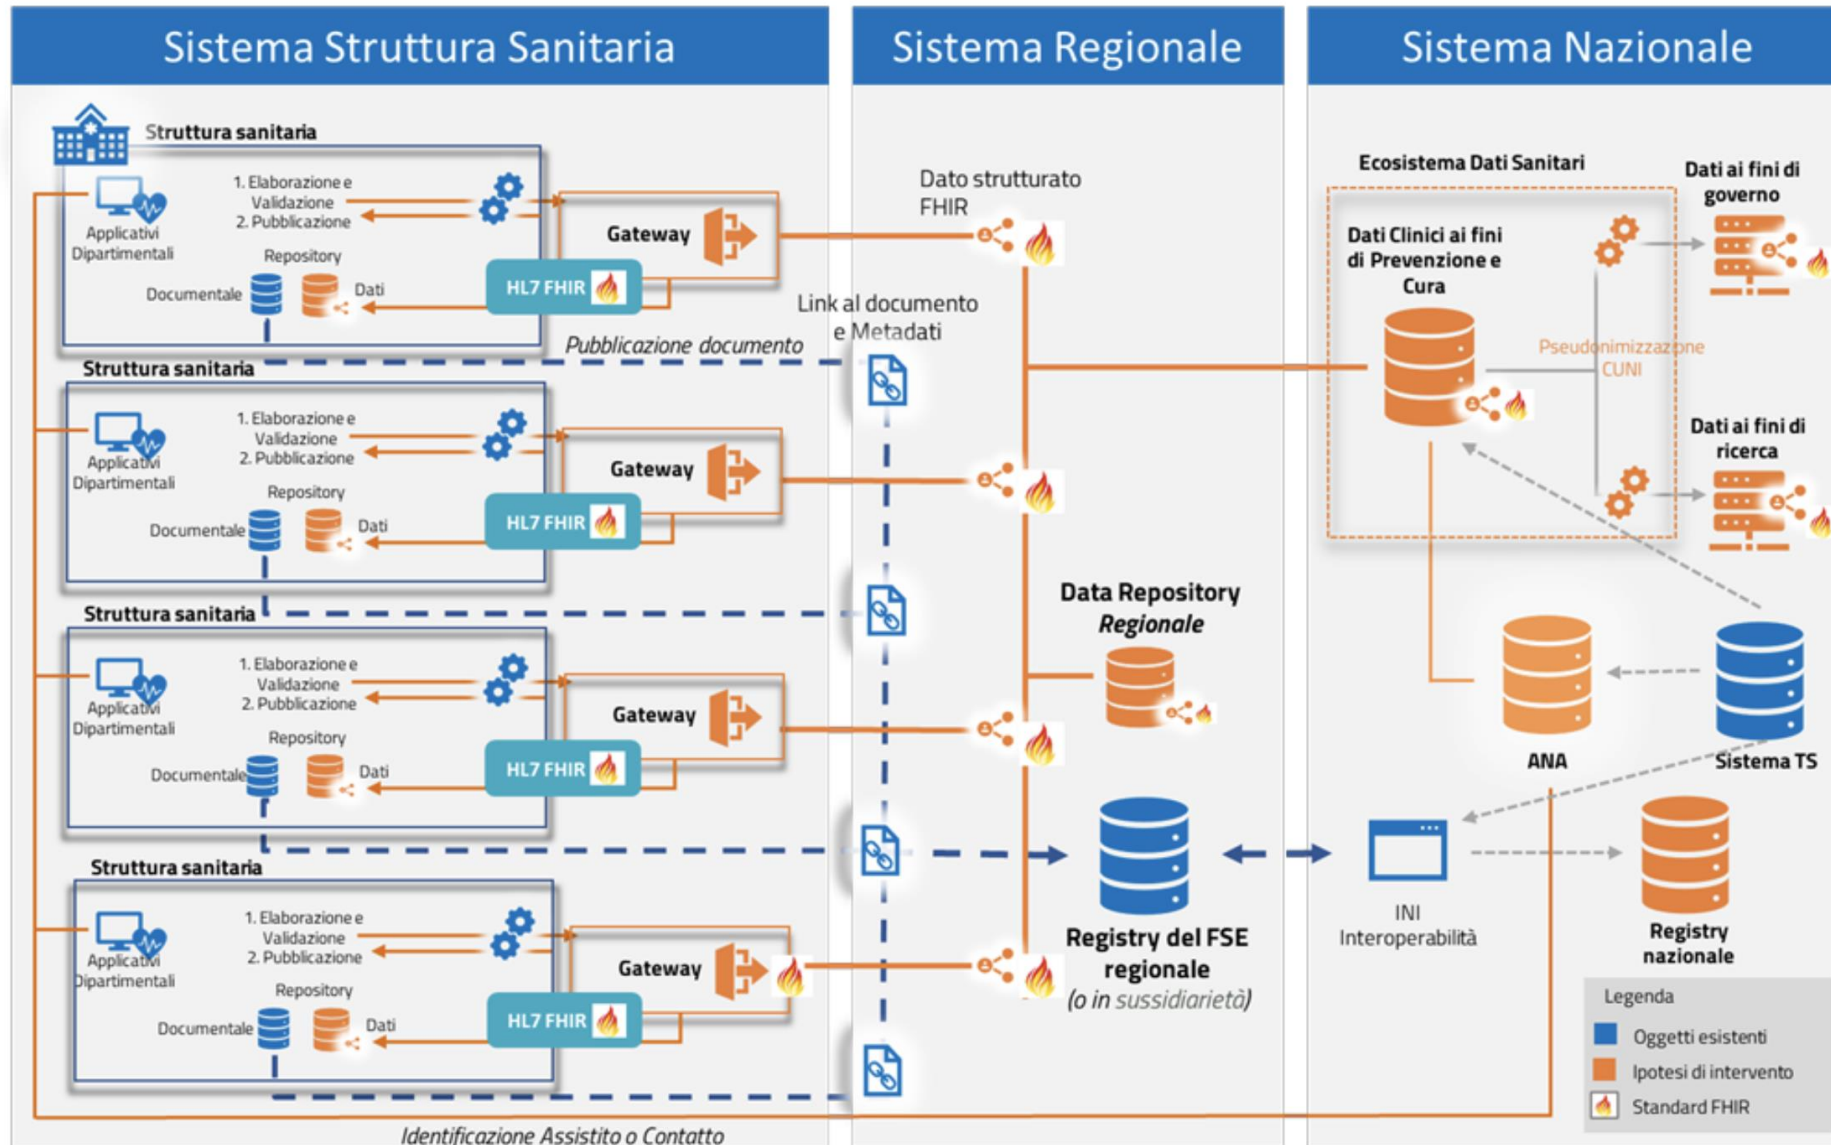 Sistema Struttura Sanitaria
Struttura sanitaria
Applicativi
Dipartimentali
1. Elaborazione e
Validazione
2. Pubblicazione
Repository
Documentale
Dati
HL7 FHIR
Gateway
Pubblicazione documento
Struttura sanitaria
Applicativi
Dipartimentali
1. Elaborazione e
Validazione
2. Pubblicazione
Repository
Documentale
Dati
HL7 FHIR
Gateway
Struttura sanitaria
Applicativi
Dipartimentali
1. Elaborazione e
Validazione
2. Pubblicazione
Repository
Documentale
Dati
HL7 FHIR
Gateway
Struttura sanitaria
Applicativi
Dipartimentali
1. Elaborazione e
Validazione
2. Pubblicazione
Repository
Documentale
Dati
HL7 FHIR
Gateway
Identificazione Assistito o Contatto
Sistema Regionale
Dato strutturato
FHIR
Link al documento
e Metadati
Data Repository
Regionale
Registry del FSE
regionale
(o in sussidiarietà)
Sistema Nazionale
Ecosistema Dati Sanitari
Dati Clinici ai fini
di Prevenzione e
Cura
Pseudonimizzazione
CUNI
Dati ai fini di
governo
Dati ai fini di
ricerca
ANA
Sistema TS
INI
Interoperabilità
Registry
nazionale
Legenda
Oggetti esistenti
Ipotesi di intervento
Standard FHIR